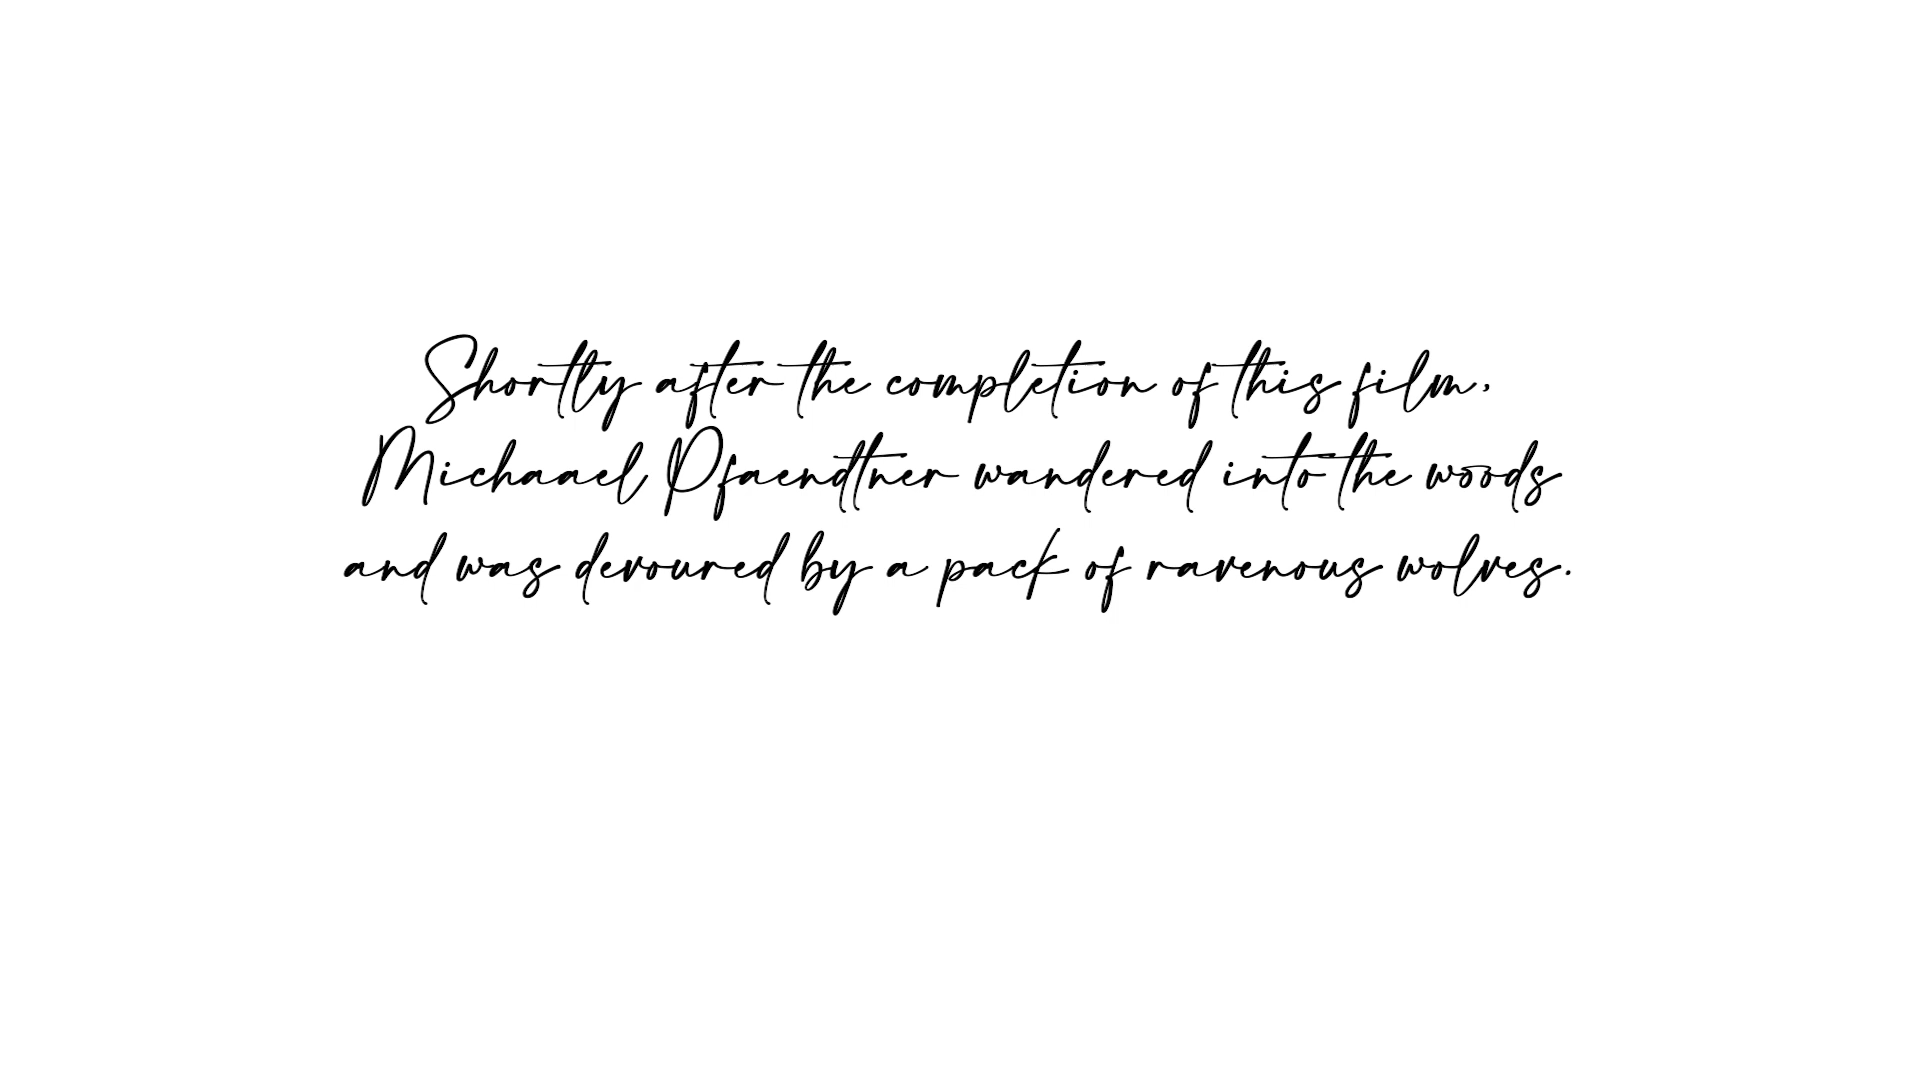 Shortly after the completion of this film,
Michaael Pfaendtner wandered into the woods
and was devoured by a pack of ravenous wolves.